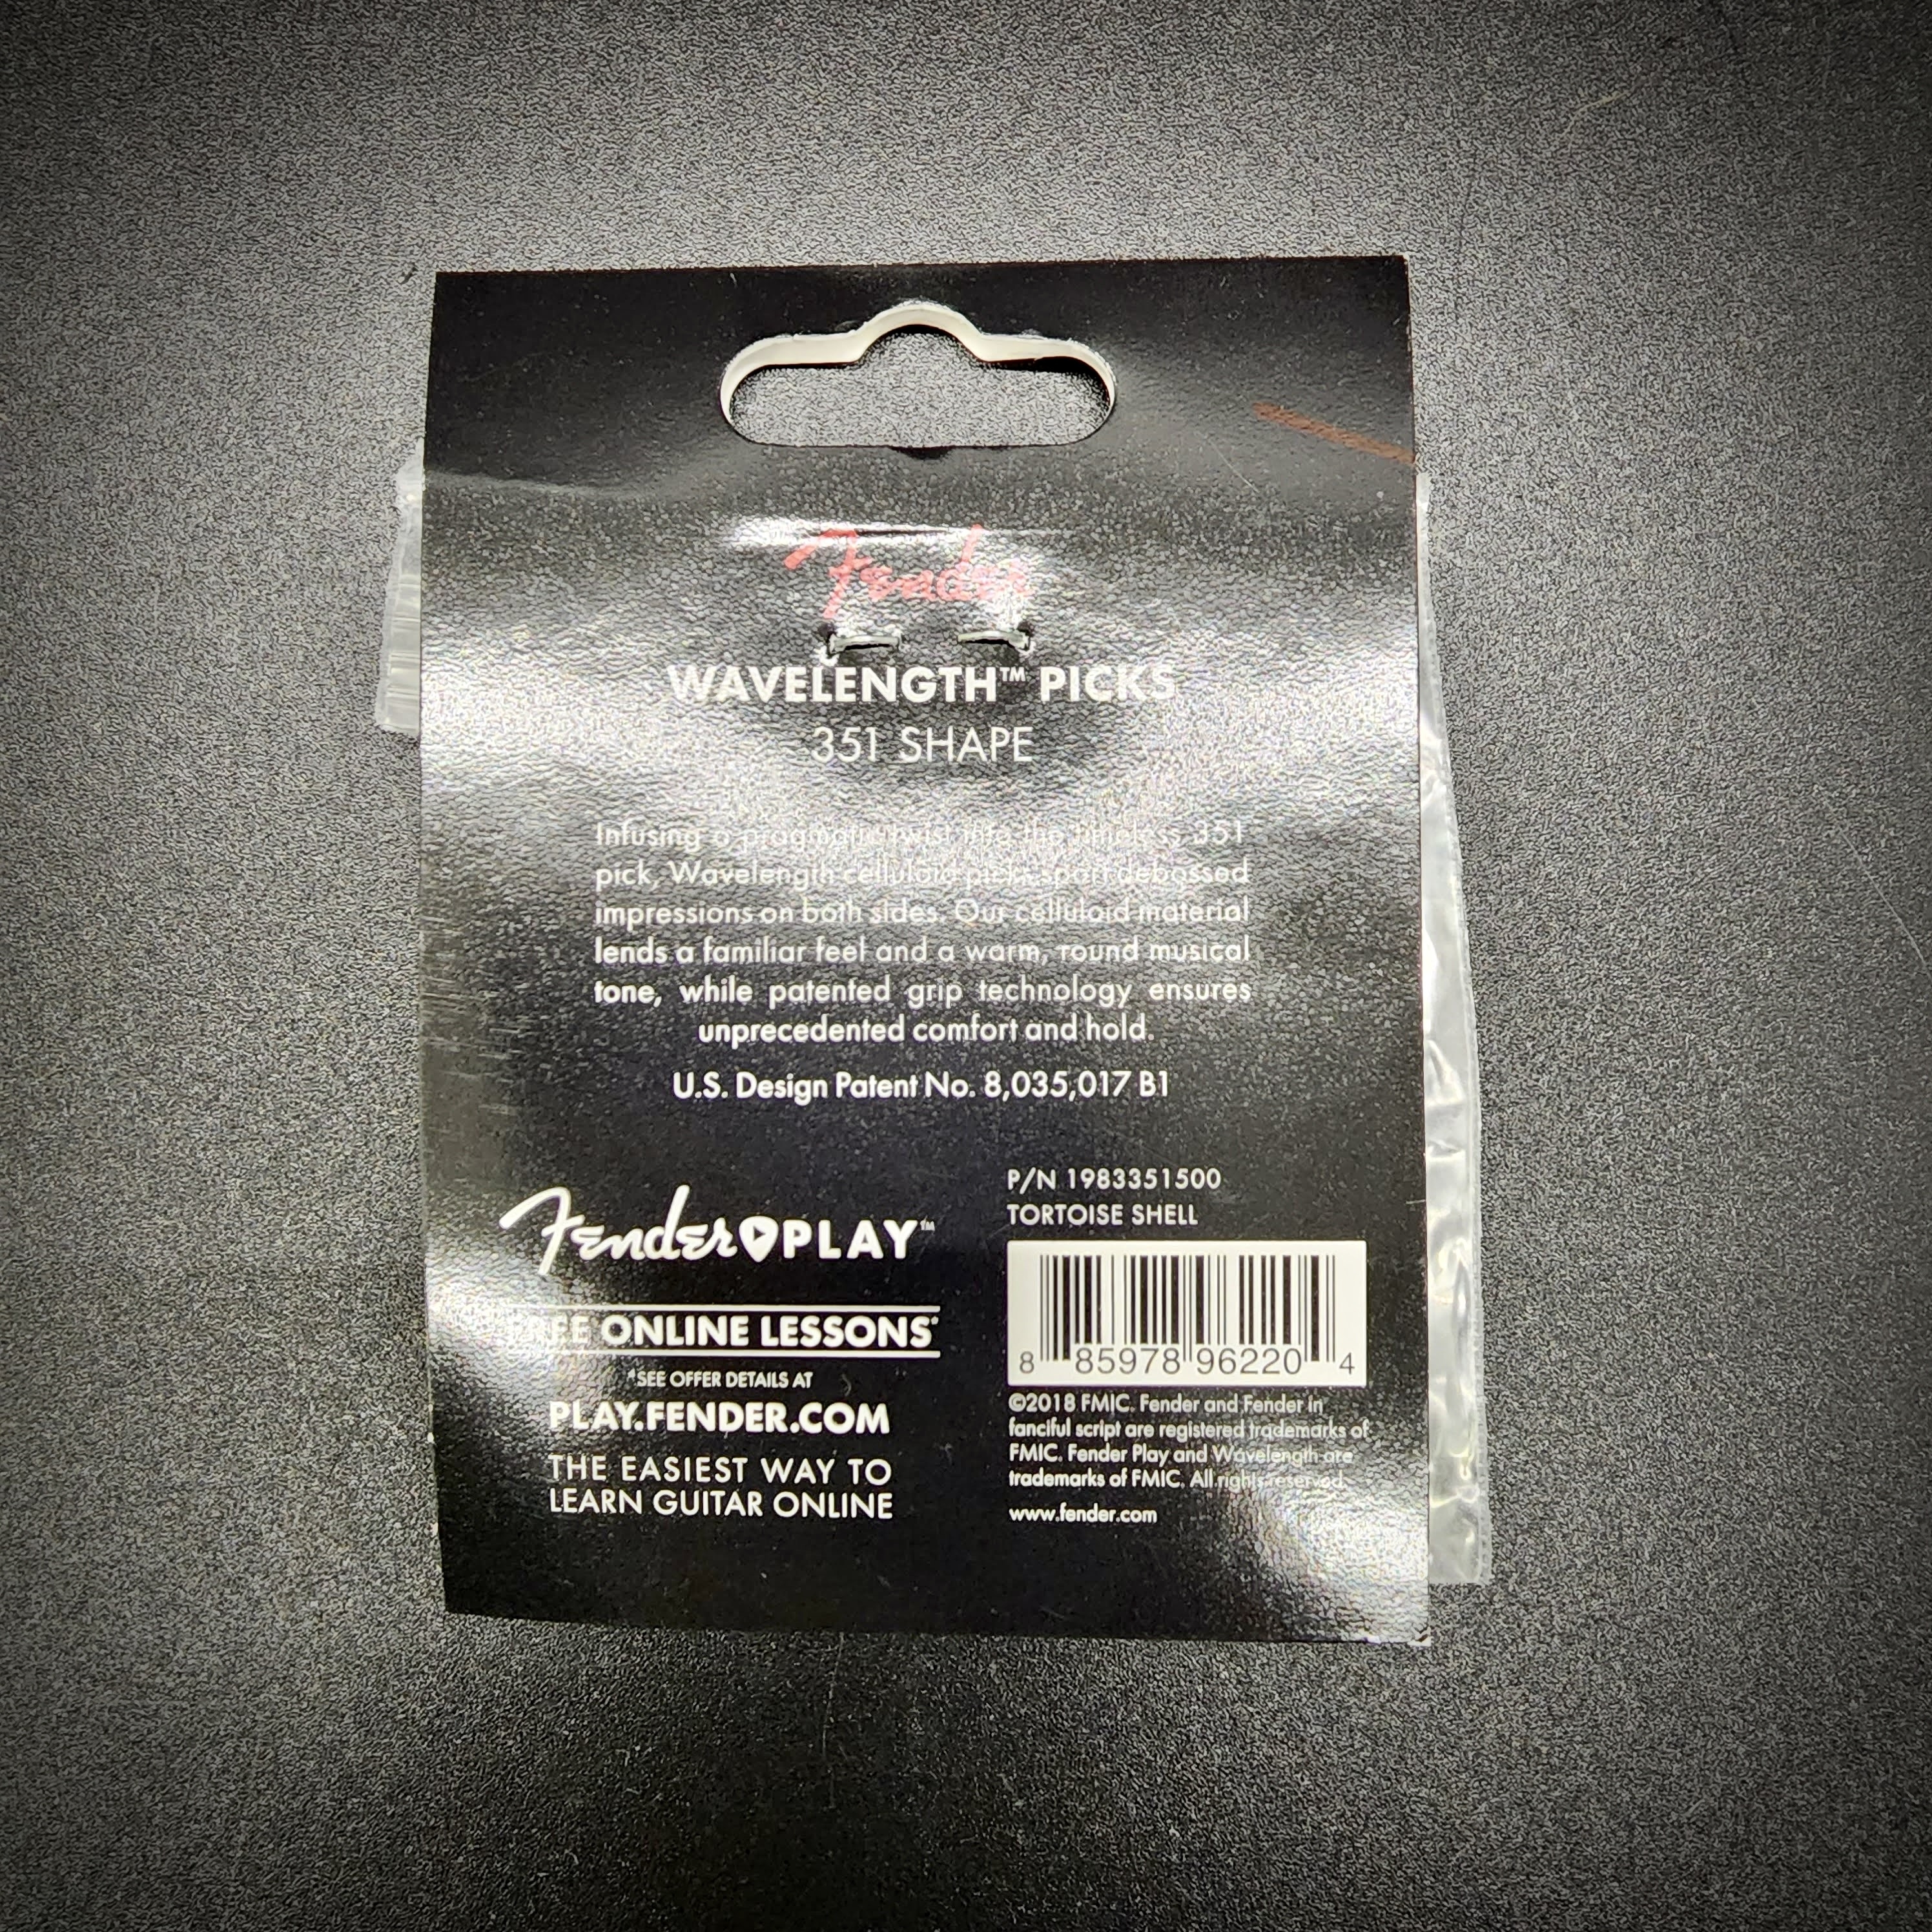 Fender
WAVELENGTH™ PICKS
351 SHAPE
Infusing a pragmatic twist into the timeless 351
pick, Wavelength celluloid picks sport debossed
impressions on both sides. Our celluloid material
lends a familiar feel and a warm, round musical
tone, while patented grip technology ensures
unprecedented comfort and hold.
U.S. Design Patent No. 8,035,017 B1
Fender PLAY™
FREE ONLINE LESSONS*
*SEE OFFER DETAILS AT
PLAY.FENDER.COM
THE EASIEST WAY TO
LEARN GUITAR ONLINE
P/N 1983351500
TORTOISE SHELL
8 85978 96220 4
©2018 FMIC. Fender and Fender in
fanciful script are registered trademarks of
FMIC. Fender Play and Wavelength are
trademarks of FMIC. All rights reserved.
www.fender.com